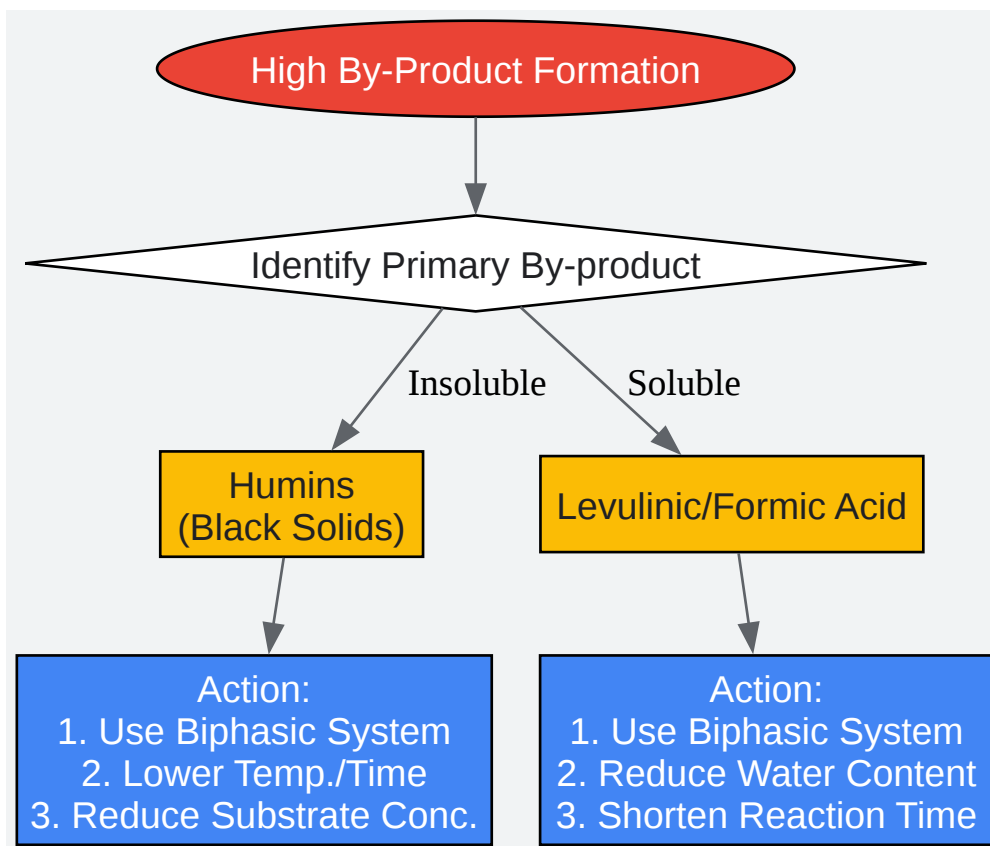 High By-Product Formation
Identify Primary By-product
Insoluble
Soluble
Humins
(Black Solids)
Levulinic/Formic Acid
Action:
1. Use Biphasic System
2. Lower Temp./Time
3. Reduce Substrate Conc.
Action:
1. Use Biphasic System
2. Reduce Water Content
3. Shorten Reaction Time